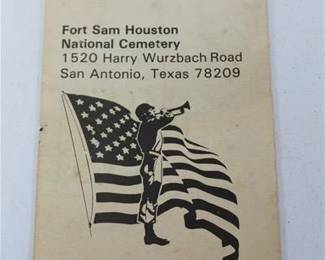 Fort Sam Houston
National Cemetery
1520 Harry Wurzbach Road
San Antonio, Texas 78209